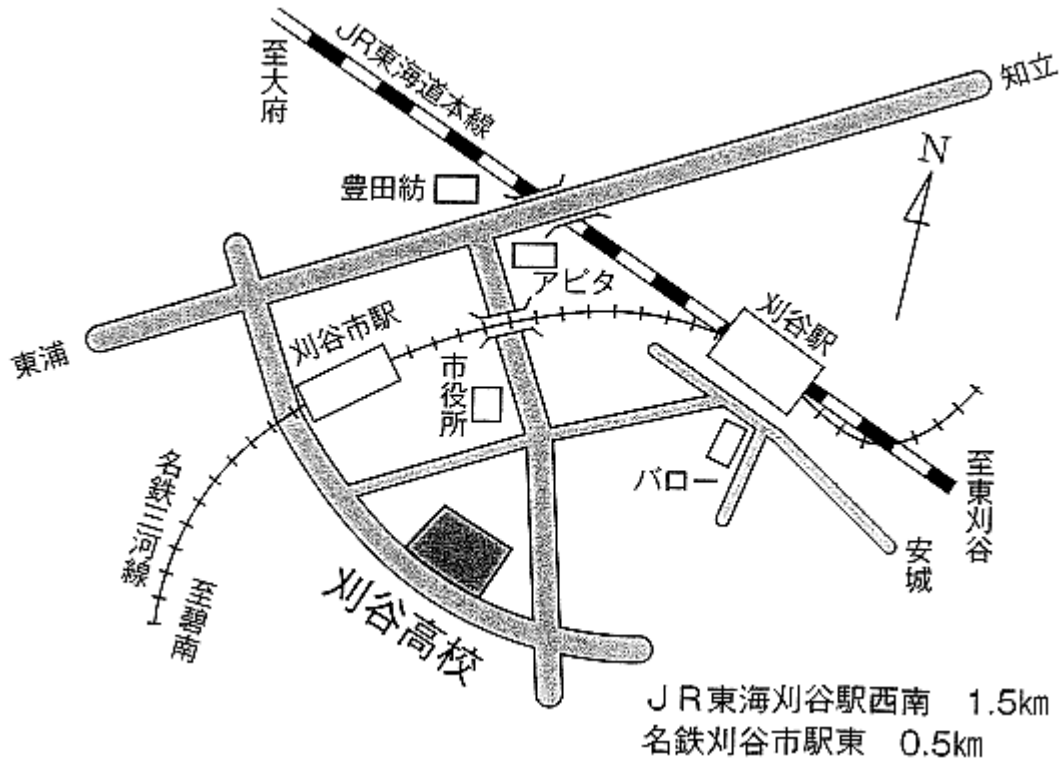 JR東海道本線
至大府
知立
N
豊田紡
アピタ
刈谷駅
刈谷市駅
東浦
市役所
バロー
名鉄三河線
至碧南
至東刈谷
安城
刈谷高校
JR東海刈谷駅西南 1.5km
名鉄刈谷市駅東 0.5km